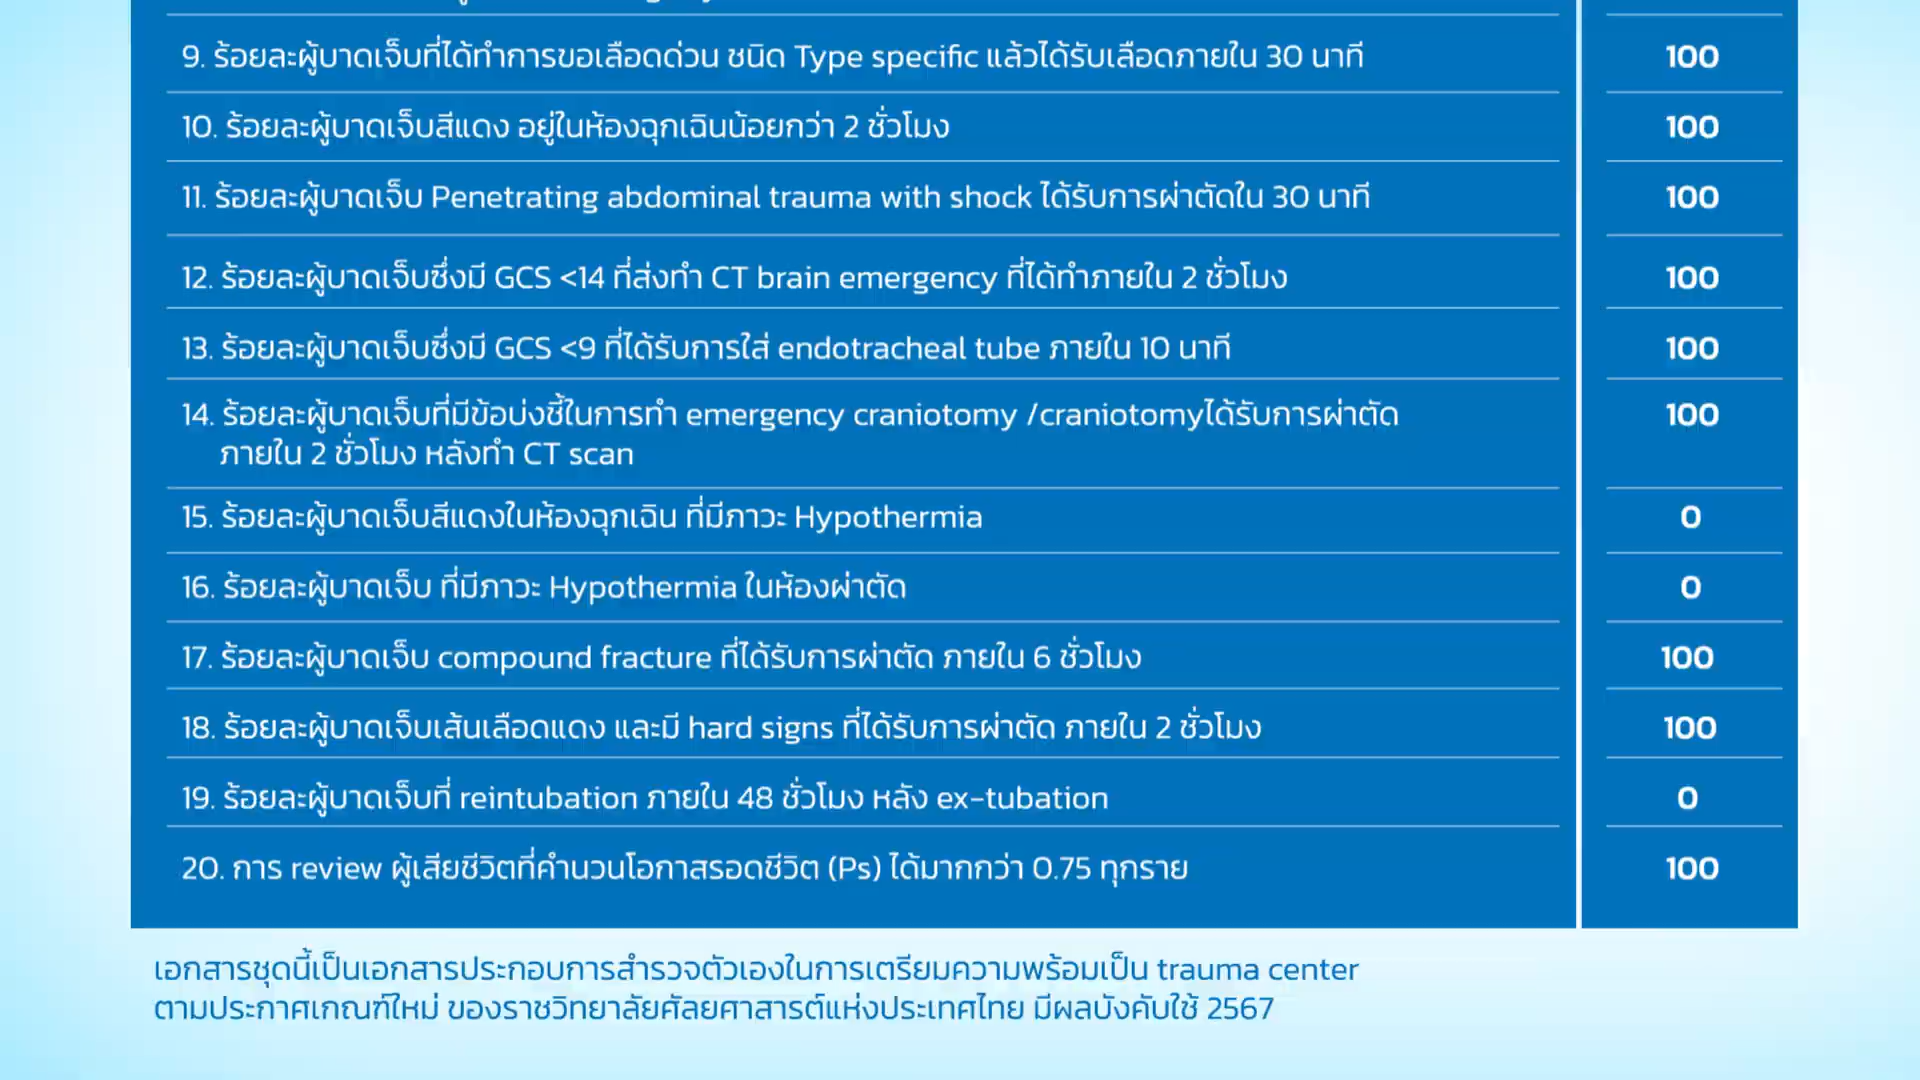 9. ร้อยละผู้บาดเจ็บที่ได้ทำการขอเลือดด่วน ชนิด Type specific แล้วได้รับเลือดภายใน 30 นาที 100
10. ร้อยละผู้บาดเจ็บสีแดง อยู่ในห้องฉุกเฉินน้อยกว่า 2 ชั่วโมง 100
11. ร้อยละผู้บาดเจ็บ Penetrating abdominal trauma with shock ได้รับการผ่าตัดใน 30 นาที 100
12. ร้อยละผู้บาดเจ็บซึ่งมี GCS <14 ที่ส่งทำ CT brain emergency ที่ได้ทำภายใน 2 ชั่วโมง 100
13. ร้อยละผู้บาดเจ็บซึ่งมี GCS <9 ที่ได้รับการใส่ endotracheal tube ภายใน 10 นาที 100
14. ร้อยละผู้บาดเจ็บที่มีข้อบ่งชี้ในการทำ emergency craniotomy /craniotomyได้รับการผ่าตัด 100
ภายใน 2 ชั่วโมง หลังทำ CT scan
15. ร้อยละผู้บาดเจ็บสีแดงในห้องฉุกเฉิน ที่มีภาวะ Hypothermia 0
16. ร้อยละผู้บาดเจ็บ ที่มีภาวะ Hypothermia ในห้องผ่าตัด 0
17. ร้อยละผู้บาดเจ็บ compound fracture ที่ได้รับการผ่าตัด ภายใน 6 ชั่วโมง 100
18. ร้อยละผู้บาดเจ็บเส้นเลือดแดง และมี hard signs ที่ได้รับการผ่าตัด ภายใน 2 ชั่วโมง 100
19. ร้อยละผู้บาดเจ็บที่ reintubation ภายใน 48 ชั่วโมง หลัง ex-tubation 0
20. การ review ผู้เสียชีวิตที่คำนวนโอกาสรอดชีวิต (Ps) ได้มากกว่า 0.75 ทุกราย 100
เอกสารชุดนี้เป็นเอกสารประกอบการสำรวจตัวเองในการเตรียมความพร้อมเป็น trauma center
ตามประกาศเกณฑ์ใหม่ ของราชวิทยาลัยศัลยศาสตร์แห่งประเทศไทย มีผลบังคับใช้ 2567